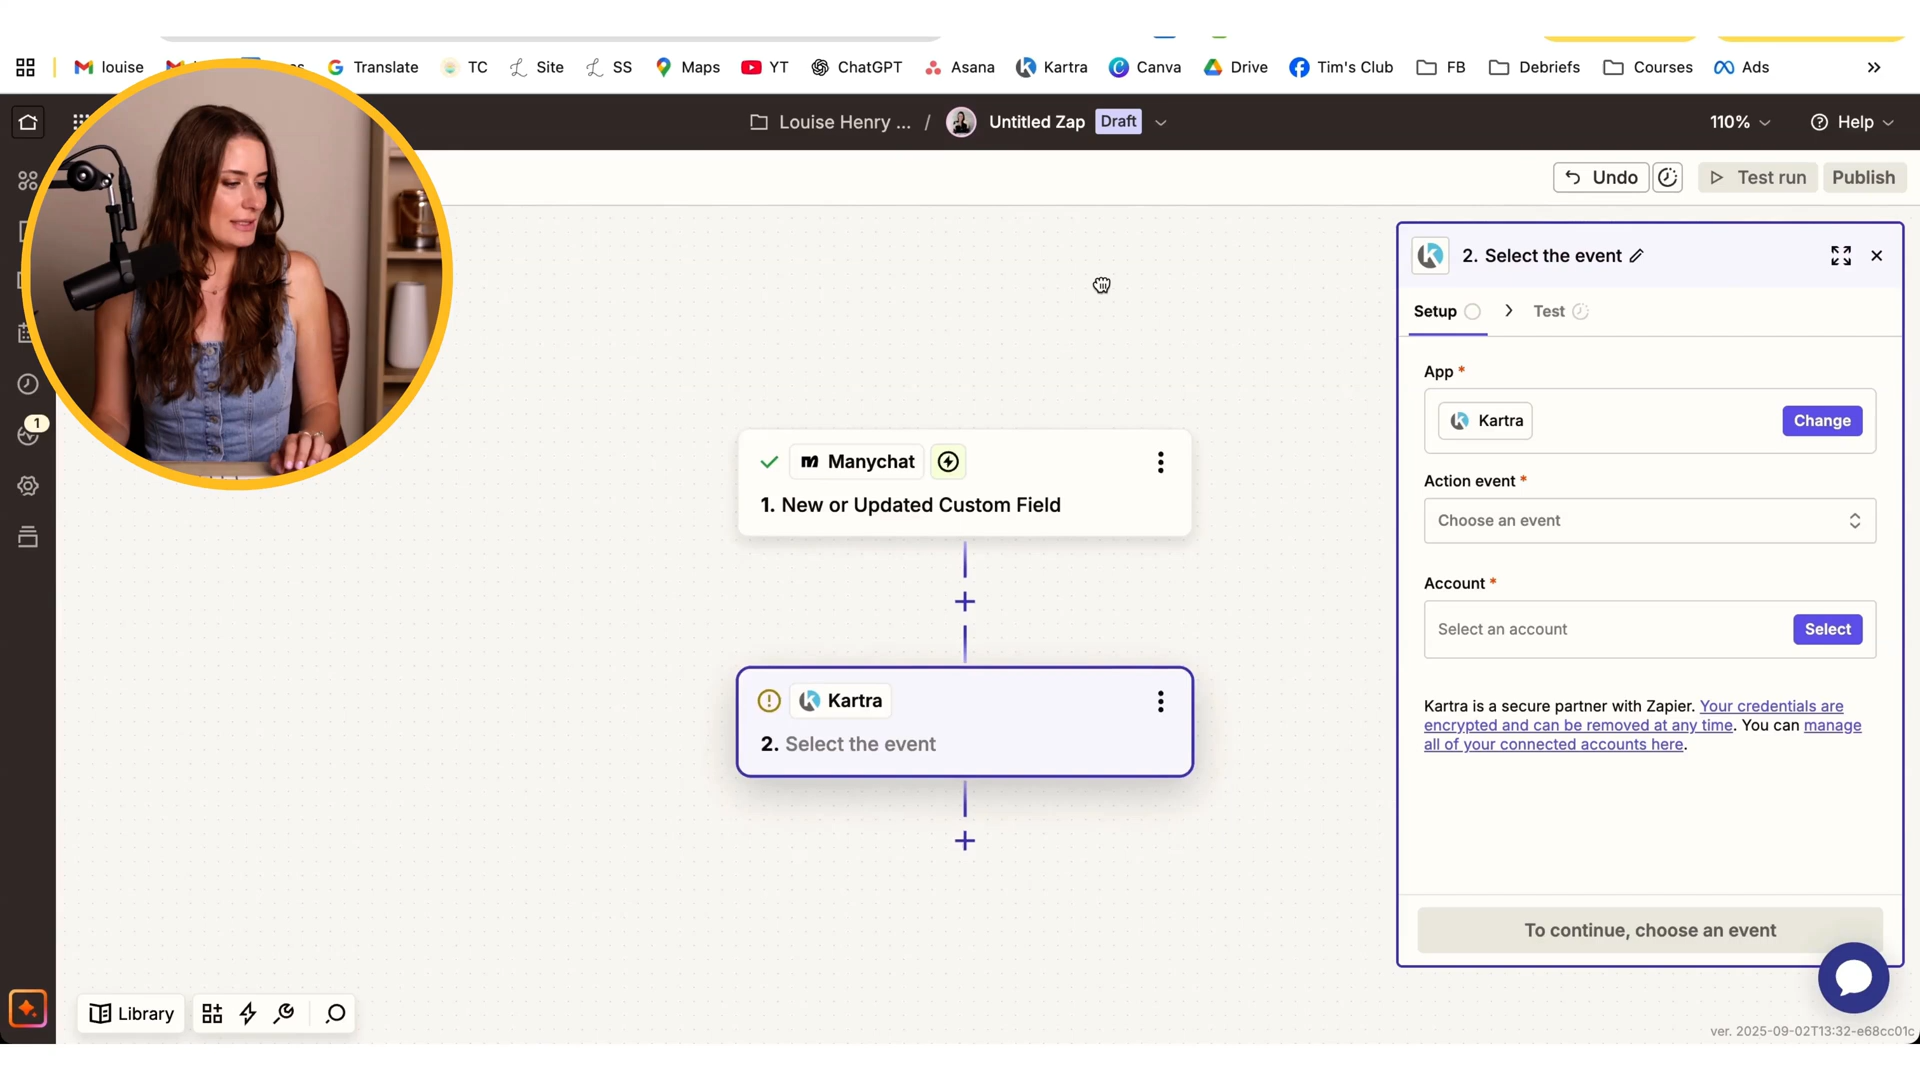 louise
Translate
TC
Site
SS
Maps
YT
ChatGPT
Asana
Kartra
Canva
Drive
Tim's Club
FB
Debriefs
Courses
Ads
Louise Henry ... / Untitled Zap Draft
110%
Help
Undo
Test run
Publish
2. Select the event
Setup
Test
App *
Kartra
Change
Action event *
Choose an event
Account *
Select an account
Select
Kartra is a secure partner with Zapier. Your credentials are
encrypted and can be removed at any time. You can manage
all of your connected accounts here.
To continue, choose an event
1
Manychat
1. New or Updated Custom Field
Kartra
2. Select the event
Library
ver. 2025-09-02T13:32-e68cc01c